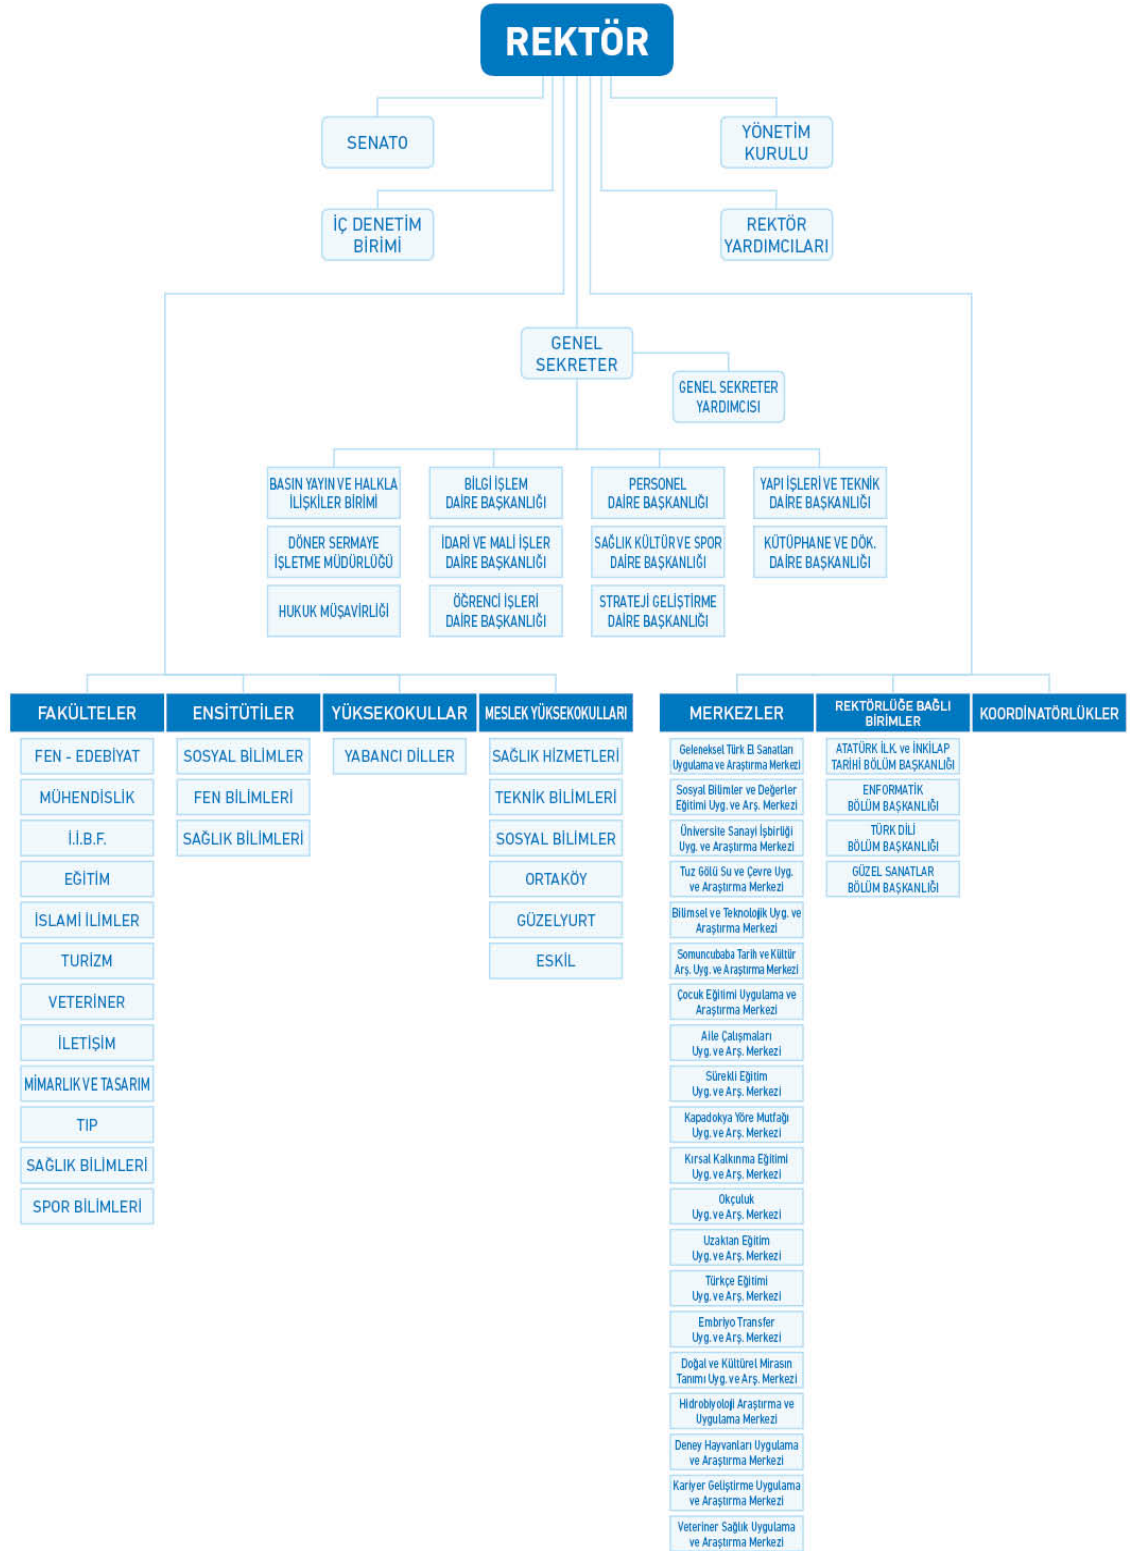 REKTÖR
SENATO
YÖNETİM
KURULU
İÇ DENETİM
BİRİMİ
REKTÖR
YARDIMCILARI
GENEL
SEKRETER
GENEL SEKRETER
YARDIMCISI
BASIN YAYIN VE HALKLA
İLİŞKİLER BİRİMİ
BİLGİ İŞLEM
DAİRE BAŞKANLIĞI
PERSONEL
DAİRE BAŞKANLIĞI
YAPI İŞLERİ VE TEKNİK
DAİRE BAŞKANLIĞI
DÖNER SERMAYE
İŞLETME MÜDÜRLÜĞÜ
İDARİ VE MALİ İŞLER
DAİRE BAŞKANLIĞI
SAĞLIK KÜLTÜR VE SPOR
DAİRE BAŞKANLIĞI
KÜTÜPHANE VE DÖK.
DAİRE BAŞKANLIĞI
HUKUK MÜŞAVİRLİĞİ
ÖĞRENCİ İŞLERİ
DAİRE BAŞKANLIĞI
STRATEJİ GELİŞTİRME
DAİRE BAŞKANLIĞI
FAKÜLTELER
FEN - EDEBİYAT
MÜHENDİSLİK
İ.İ.B.F.
EĞİTİM
İSLAMİ İLİMLER
TURİZM
VETERİNER
İLETİŞİM
MİMARLIK VE TASARIM
TIP
SAĞLIK BİLİMLERİ
SPOR BİLİMLERİ
ENSİTÜTİLER
SOSYAL BİLİMLER
FEN BİLİMLERİ
SAĞLIK BİLİMLERİ
YÜKSEKOKULLAR
YABANCI DİLLER
MESLEK YÜKSEKOKULLARI
SAĞLIK HİZMETLERİ
TEKNİK BİLİMLERİ
SOSYAL BİLİMLER
ORTAKÖY
GÜZELYURT
ESKİL
MERKEZLER
Geleneksel Türk El Sanatları
Uygulama ve Araştırma Merkezi
Sosyal Bilimler ve Değerler
Eğitimi Uyg. ve Arş. Merkezi
Üniversite Sanayi İşbirliği
Uyg. ve Araştırma Merkezi
Tuz Gölü Su ve Çevre Uyg.
ve Araştırma Merkezi
Bilimsel ve Teknolojik Uyg. ve
Araştırma Merkezi
Somuncubaba Tarih ve Kültür
Arş. Uyg. ve Araştırma Merkezi
Çocuk Eğitimi Uygulama ve
Araştırma Merkezi
Aile Çalışmaları
Uyg. ve Arş. Merkezi
Sürekli Eğitim
Uyg. ve Arş. Merkezi
Kapadokya Yöre Mutfağı
Uyg. ve Arş. Merkezi
Kırsal Kalkınma Eğitimi
Uyg. ve Arş. Merkezi
Okçuluk
Uyg. ve Arş. Merkezi
Uzaktan Eğitim
Uyg. ve Arş. Merkezi
Türkçe Eğitimi
Uyg. ve Arş. Merkezi
Embriyo Transfer
Uyg. ve Arş. Merkezi
Doğal ve Kültürel Mirasın
Tanımı Uyg. ve Arş. Merkezi
Hidrobiyoloji Araştırma ve
Uygulama Merkezi
Deney Hayvanları Uygulama
ve Araştırma Merkezi
Kariyer Geliştirme Uygulama
ve Araştırma Merkezi
Veteriner Sağlık Uygulama
ve Araştırma Merkezi
REKTÖRLÜĞE BAĞLI
BİRİMLER
ATATÜRK İLK. ve İNKİLAP
TARİHİ BÖLÜM BAŞKANLIĞI
ENFORMATİK
BÖLÜM BAŞKANLIĞI
TÜRK DİLİ
BÖLÜM BAŞKANLIĞI
GÜZEL SANATLAR
BÖLÜM BAŞKANLIĞI
KOORDİNATÖRLÜKLER